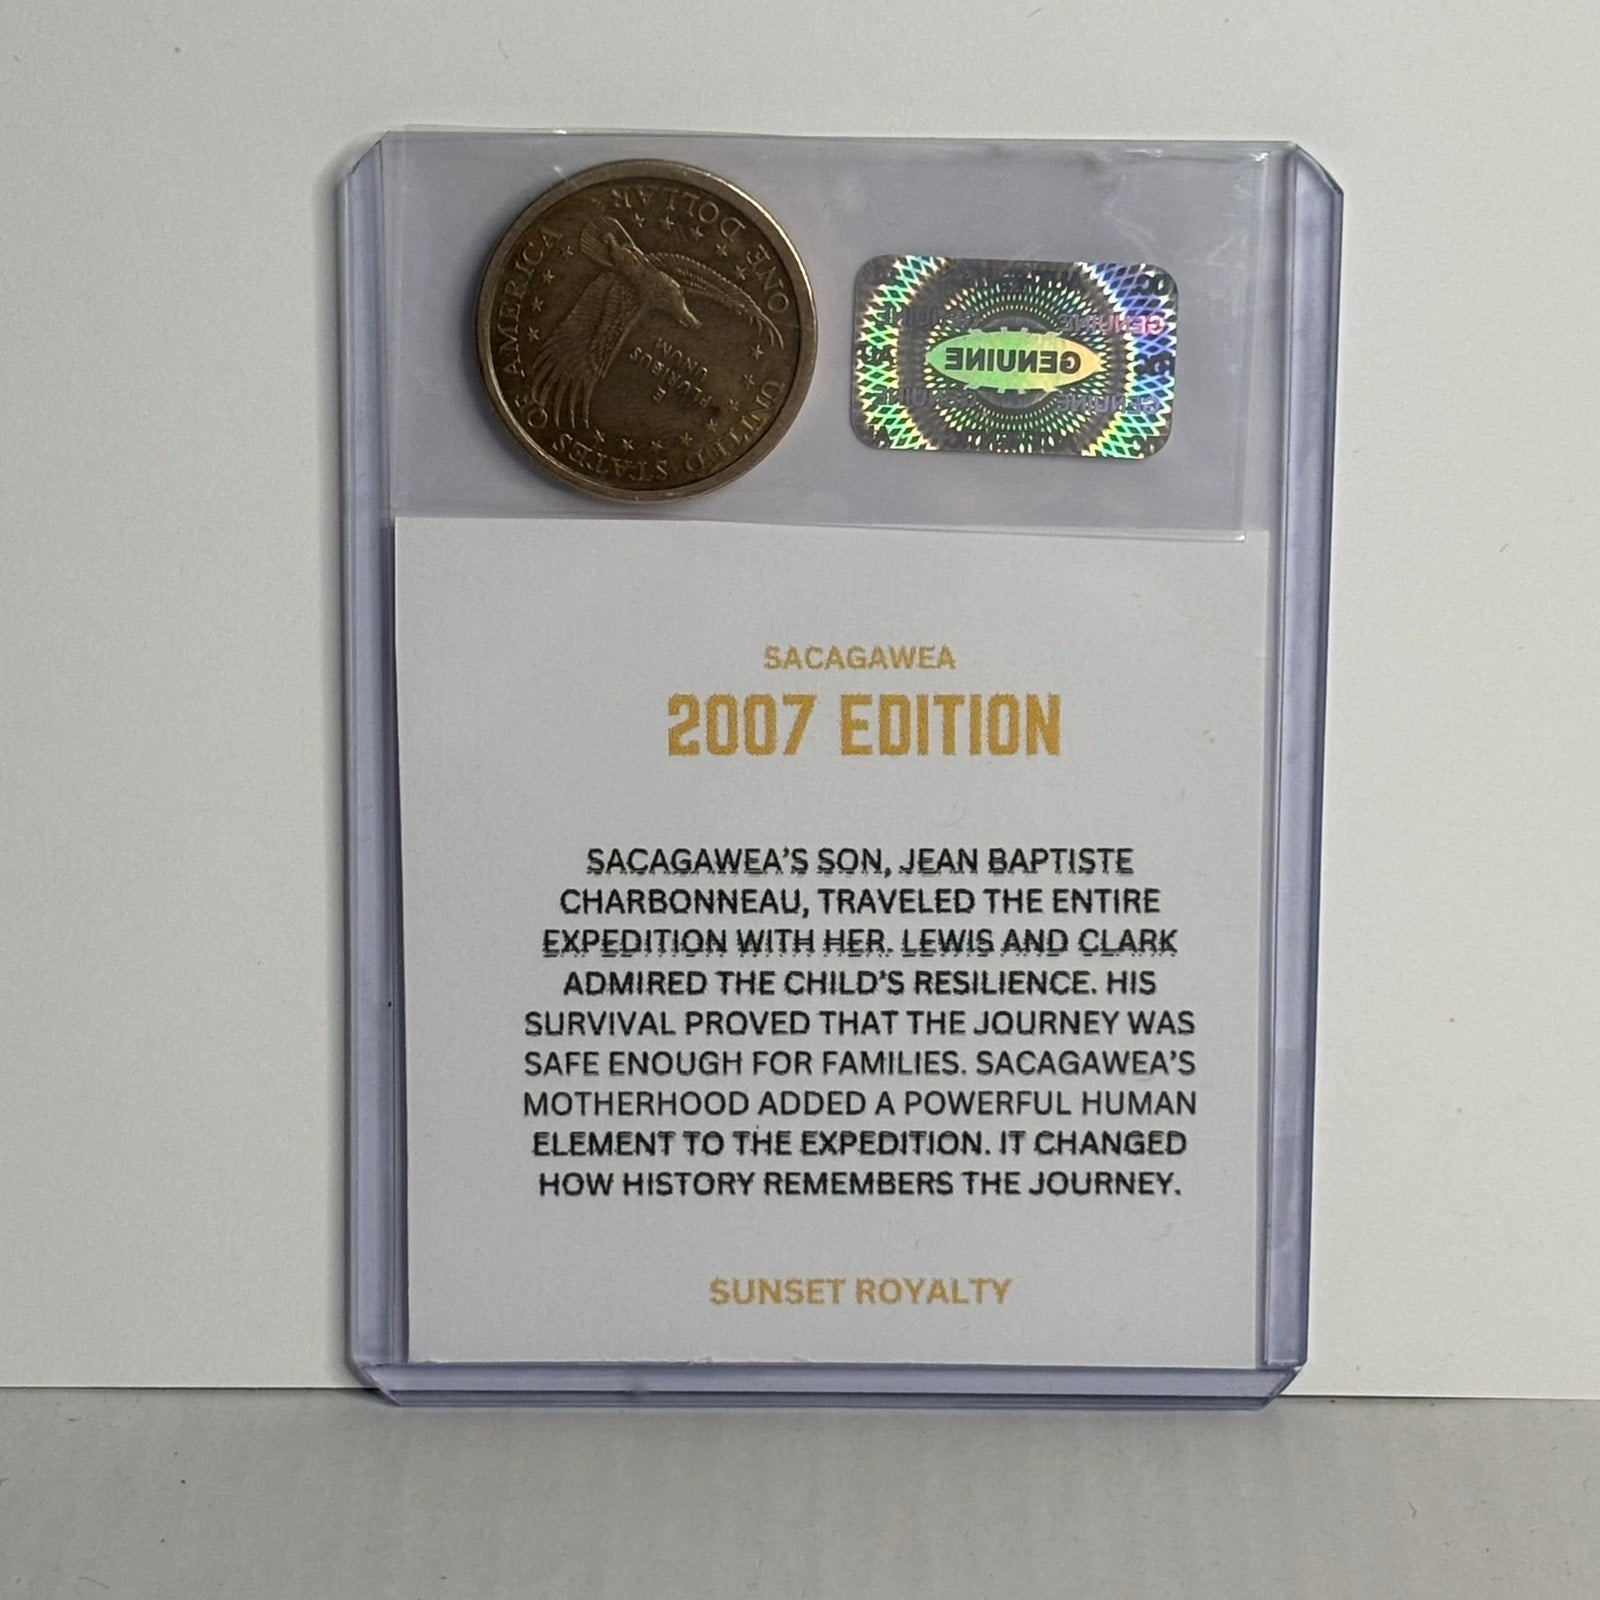 UNITED STATES OF AMERICA
E
PLURIBUS
UNUM
ONE DOLLAR
GENUINE
GENUINE
GENUINE
GENUINE
SACAGAWEA
2007 EDITION
SACAGAWEA'S SON, JEAN BAPTISTE
CHARBONNEAU, TRAVELED THE ENTIRE
EXPEDITION WITH HER. LEWIS AND CLARK
ADMIRED THE CHILD'S RESILIENCE. HIS
SURVIVAL PROVED THAT THE JOURNEY WAS
SAFE ENOUGH FOR FAMILIES. SACAGAWEA'S
MOTHERHOOD ADDED A POWERFUL HUMAN
ELEMENT TO THE EXPEDITION. IT CHANGED
HOW HISTORY REMEMBERS THE JOURNEY.
SUNSET ROYALTY